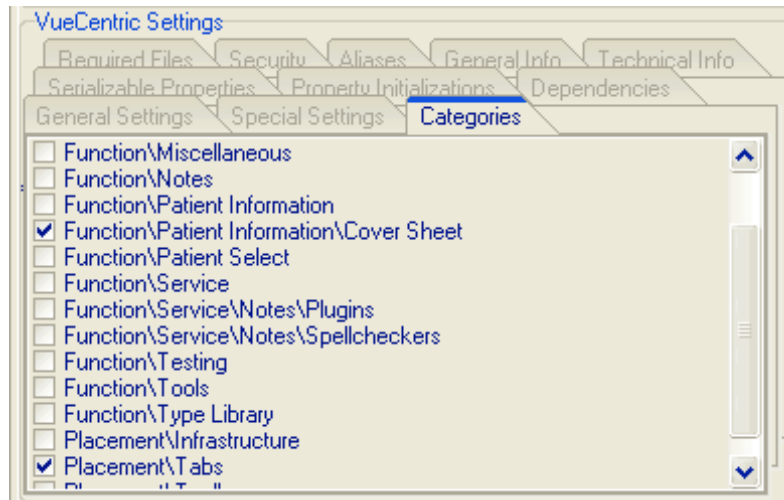 VueCentric Settings
Required Files Security Aliases General Info Technical Info
Serializable Properties Property Initializations Dependencies
General Settings Special Settings Categories
Function\Miscellaneous
Function\Notes
Function\Patient Information
Function\Patient Information\Cover Sheet
Function\Patient Select
Function\Service
Function\Service\Notes\Plugins
Function\Service\Notes\Spellcheckers
Function\Testing
Function\Tools
Function\Type Library
Placement\Infrastructure
Placement\Tabs